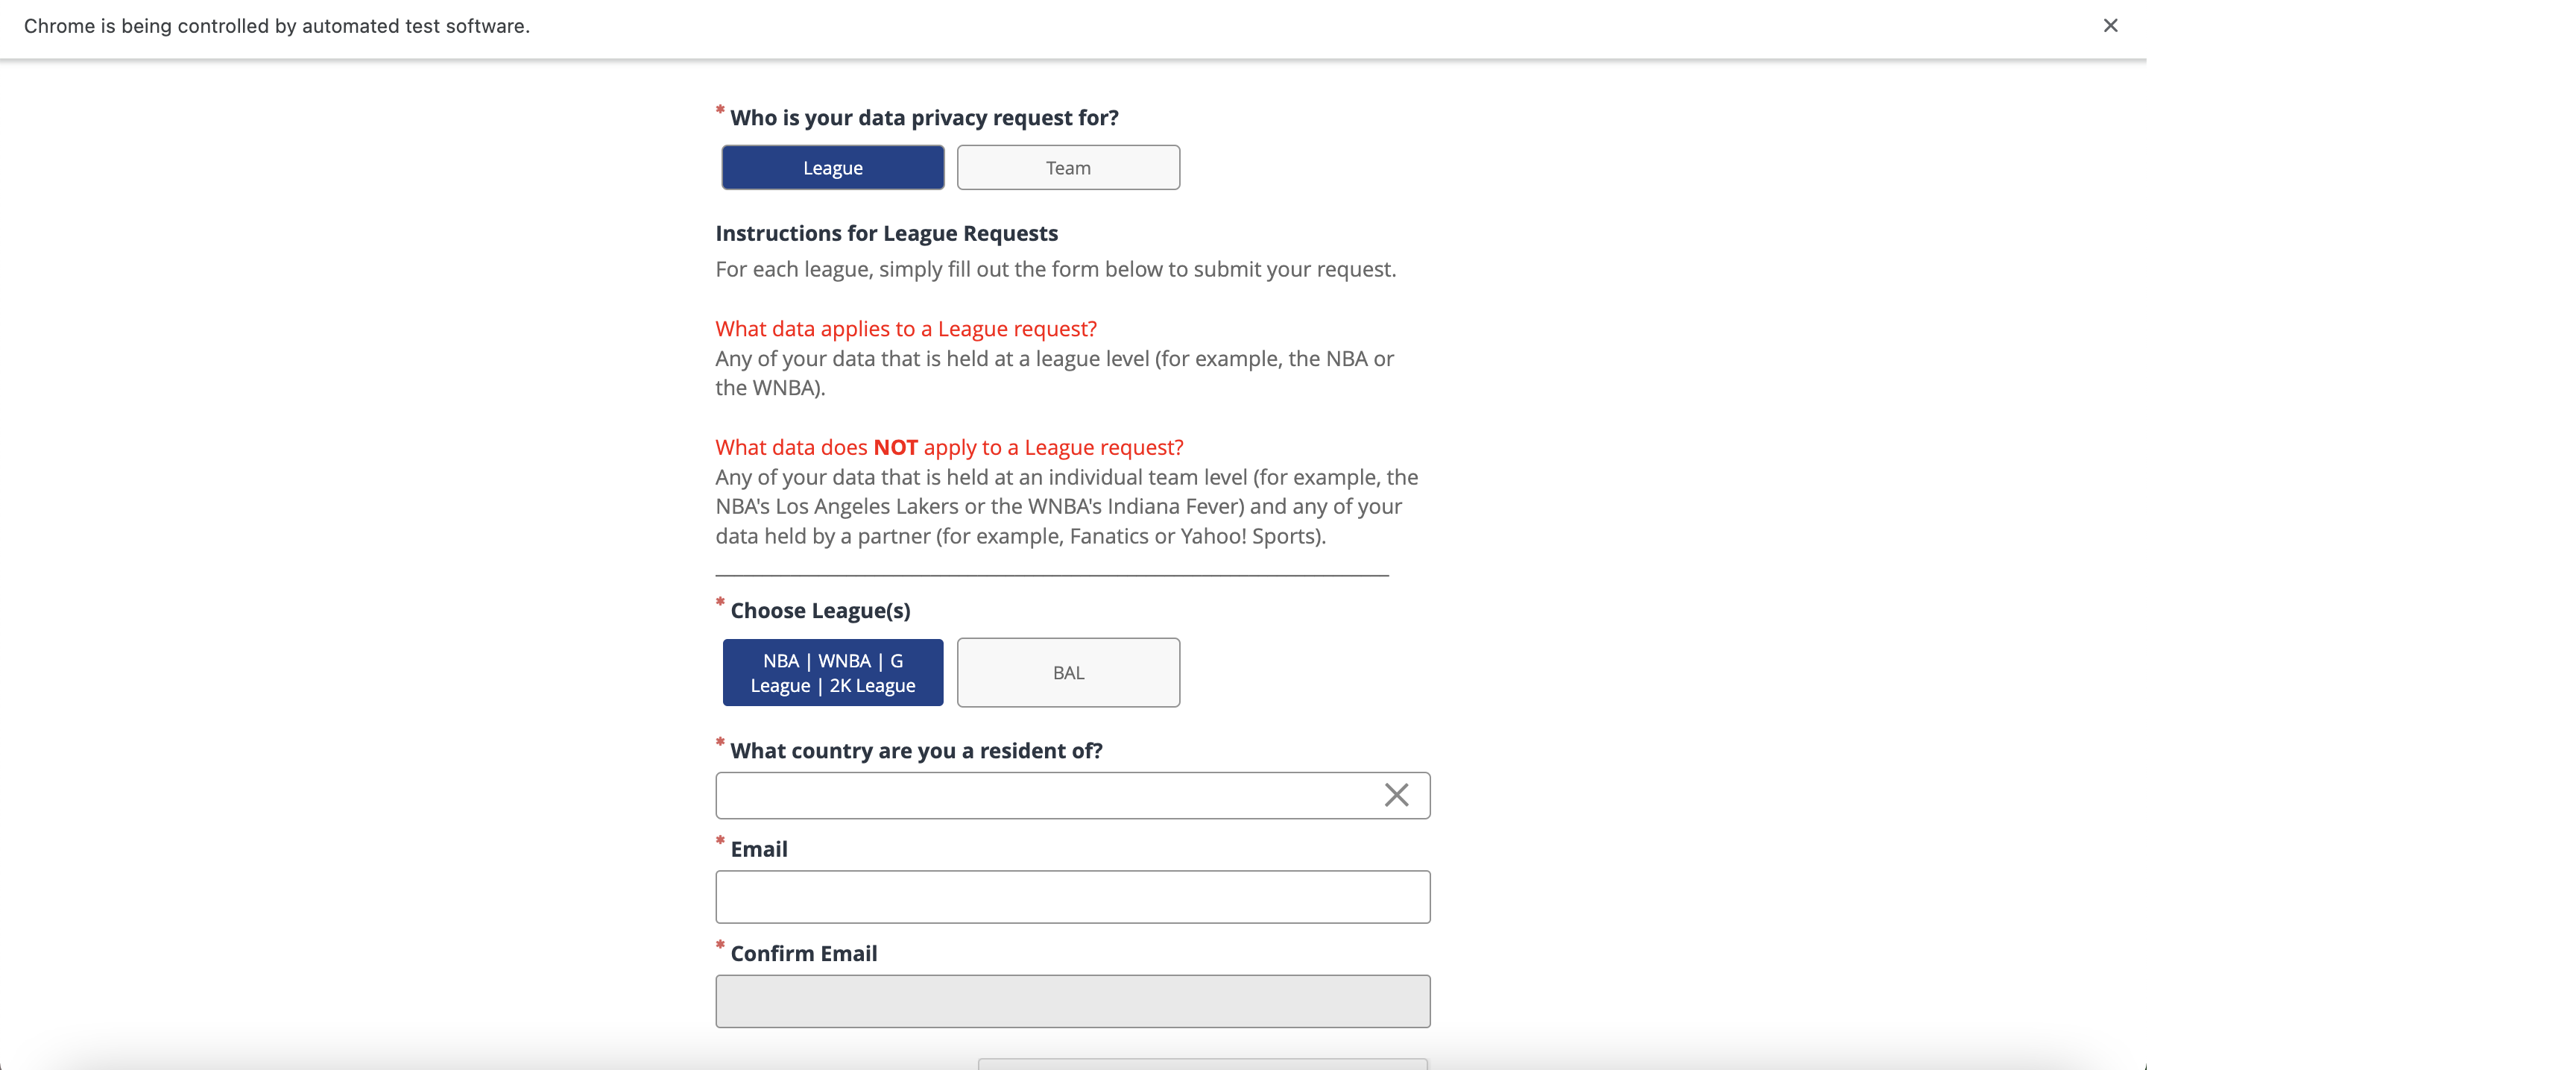 Chrome is being controlled by automated test software.
* Who is your data privacy request for?
League
Team
Instructions for League Requests
For each league, simply fill out the form below to submit your request.
What data applies to a League request?
Any of your data that is held at a league level (for example, the NBA or
the WNBA).
What data does NOT apply to a League request?
Any of your data that is held at an individual team level (for example, the
NBA's Los Angeles Lakers or the WNBA's Indiana Fever) and any of your
data held by a partner (for example, Fanatics or Yahoo! Sports).
* Choose League(s)
NBA | WNBA | G
League | 2K League
BAL
* What country are you a resident of?
* Email
* Confirm Email